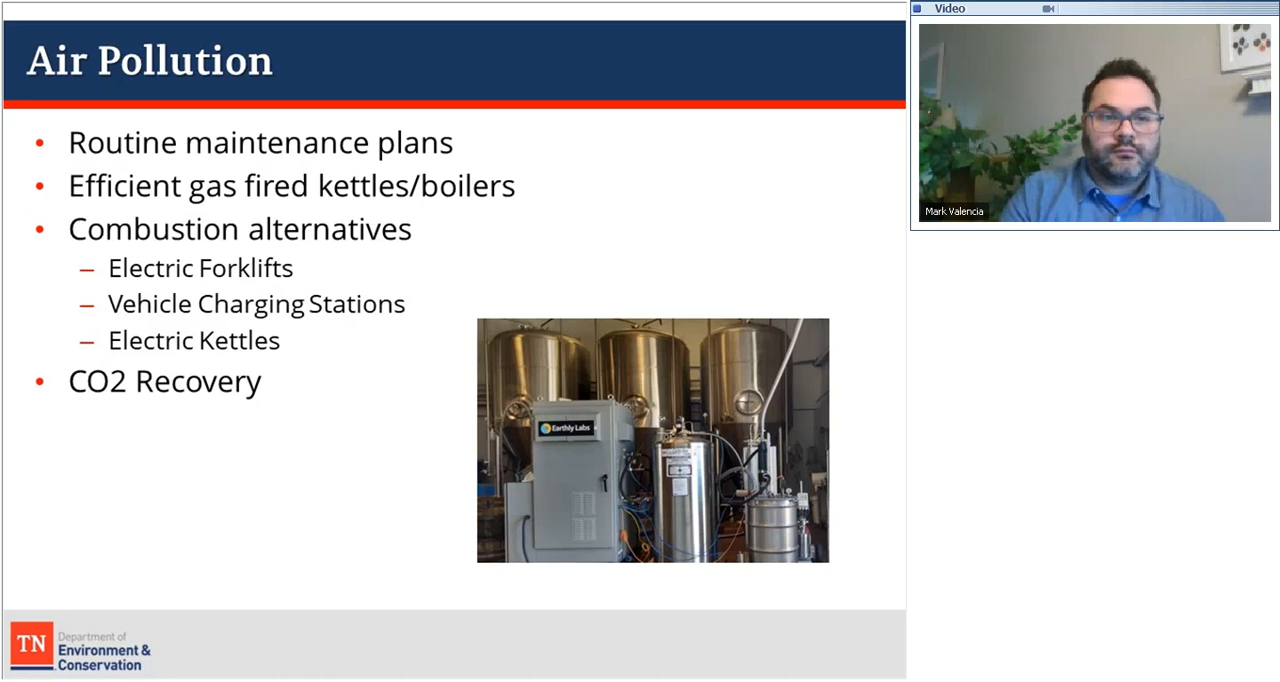 Air Pollution
• Routine maintenance plans
• Efficient gas fired kettles/boilers
• Combustion alternatives
– Electric Forklifts
– Vehicle Charging Stations
– Electric Kettles
• CO2 Recovery
Earthly Labs
TN
Department of
Environment &
Conservation
Video
Mark Valencia